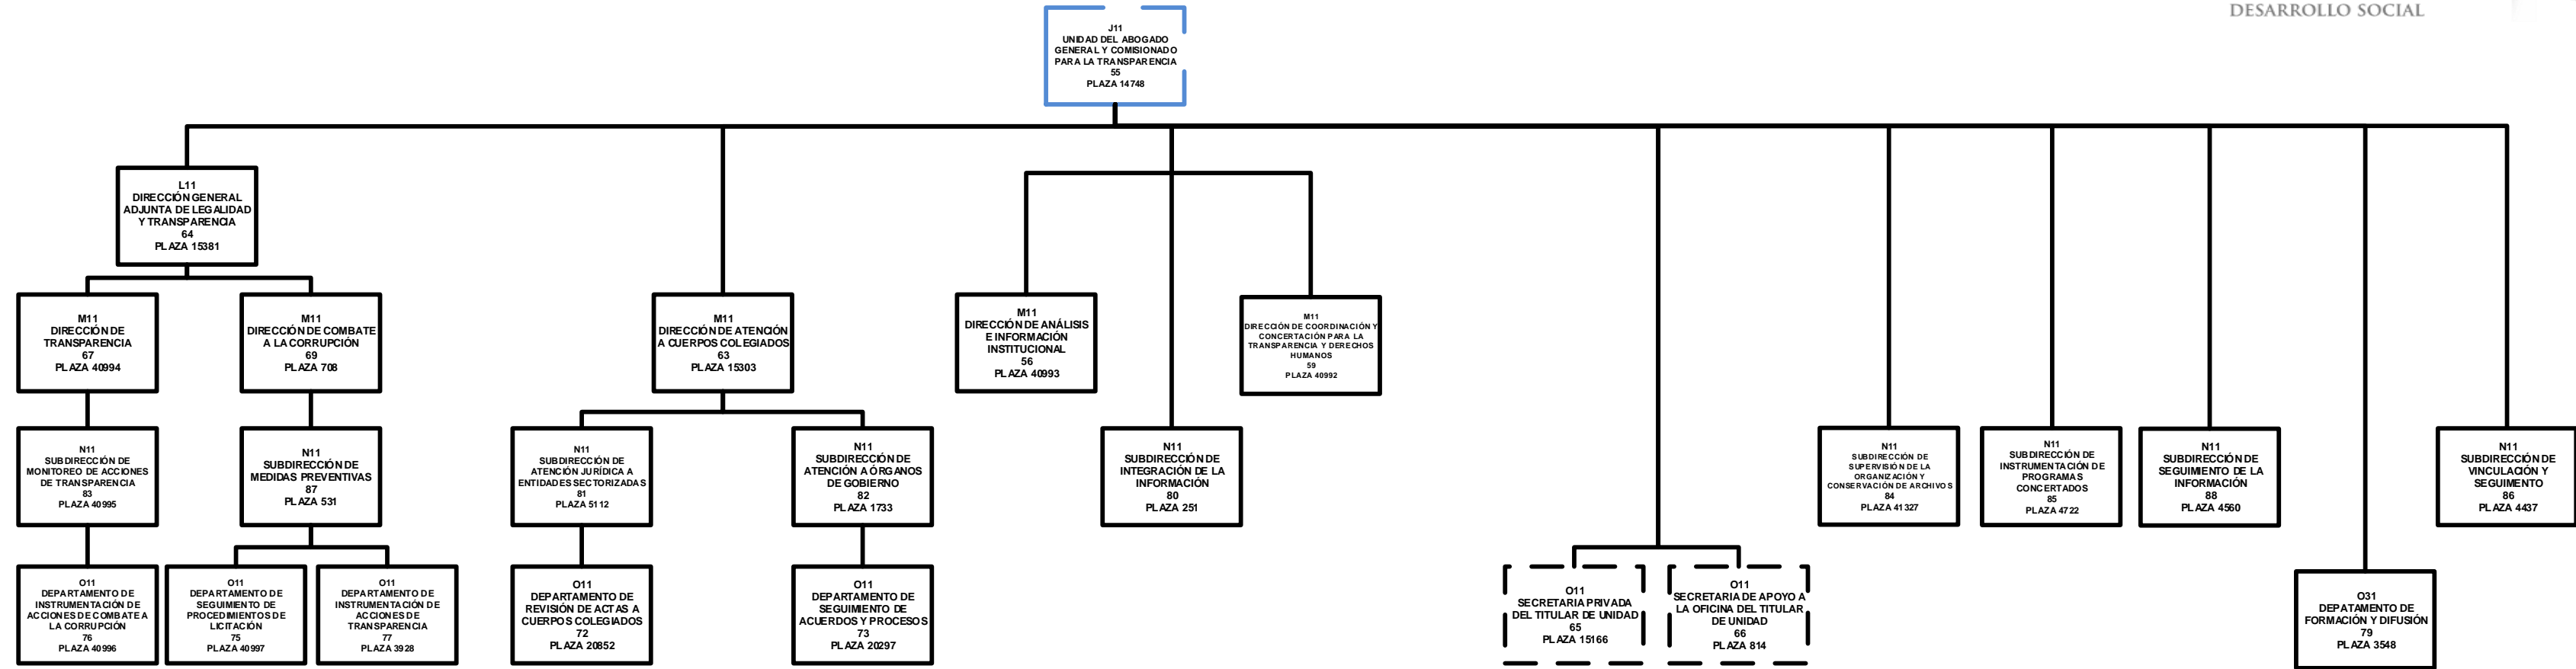 DESARROLLO SOCIAL
J11
UNIDAD DEL ABOGADO
GENERAL Y COMISIONADO
PARA LA TRANSPARENCIA
55
PLAZA 14748
L11
DIRECCIÓN GENERAL
ADJUNTA DE LEGALIDAD
Y TRANSPARENCIA
64
PLAZA 15381
M11
DIRECCIÓN DE
TRANSPARENCIA
67
PLAZA 40994
M11
DIRECCIÓN DE COMBATE
A LA CORRUPCIÓN
69
PLAZA 708
M11
DIRECCIÓN DE ATENCIÓN
A CUERPOS COLEGIADOS
63
PLAZA 15303
M11
DIRECCIÓN DE ANÁLISIS
E INFORMACIÓN
INSTITUCIONAL
56
PLAZA 40993
M11
DIRECCIÓN DE COORDINACIÓN Y
CONCERTACIÓN PARA LA
TRANSPARENCIA Y DERECHOS
HUMANOS
59
PLAZA 40992
N11
SUBDIRECCIÓN DE
MONITOREO DE ACCIONES
DE TRANSPARENCIA
83
PLAZA 40995
N11
SUBDIRECCIÓN DE
MEDIDAS PREVENTIVAS
87
PLAZA 531
N11
SUBDIRECCIÓN DE
ATENCIÓN JURÍDICA A
ENTIDADES SECTORIZADAS
81
PLAZA 5112
N11
SUBDIRECCIÓN DE
ATENCIÓN A ÓRGANOS
DE GOBIERNO
82
PLAZA 1733
N11
SUBDIRECCIÓN DE
INTEGRACIÓN DE LA
INFORMACIÓN
80
PLAZA 251
N11
SUBDIRECCIÓN DE
SUPERVISIÓN DE LA
ORGANIZACIÓN Y
CONSERVACIÓN DE ARCHIVOS
84
PLAZA 41327
N11
SUBDIRECCIÓN DE
INSTRUMENTACIÓN DE
PROGRAMAS
CONCERTADOS
85
PLAZA 4722
N11
SUBDIRECCIÓN DE
SEGUIMIENTO DE LA
INFORMACIÓN
88
PLAZA 4560
N11
SUBDIRECCIÓN DE
VINCULACIÓN Y
SEGUIMIENTO
86
PLAZA 4437
O11
DEPARTAMENTO DE
INSTRUMENTACIÓN DE
ACCIONES DE COMBATE A
LA CORRUPCIÓN
76
PLAZA 40996
O11
DEPARTAMENTO DE
SEGUIMIENTO DE
PROCEDIMIENTOS DE
LICITACIÓN
75
PLAZA 40997
O11
DEPARTAMENTO DE
INSTRUMENTACIÓN DE
ACCIONES DE
TRANSPARENCIA
77
PLAZA 3928
O11
DEPARTAMENTO DE
REVISIÓN DE ACTAS A
CUERPOS COLEGIADOS
72
PLAZA 20852
O11
DEPARTAMENTO DE
SEGUIMIENTO DE
ACUERDOS Y PROCESOS
73
PLAZA 20297
O11
SECRETARIA PRIVADA
DEL TITULAR DE UNIDAD
65
PLAZA 15166
O11
SECRETARIA DE APOYO A
LA OFICINA DEL TITULAR
DE UNIDAD
66
PLAZA 814
O31
DEPATAMENTO DE
FORMACIÓN Y DIFUSIÓN
79
PLAZA 3548